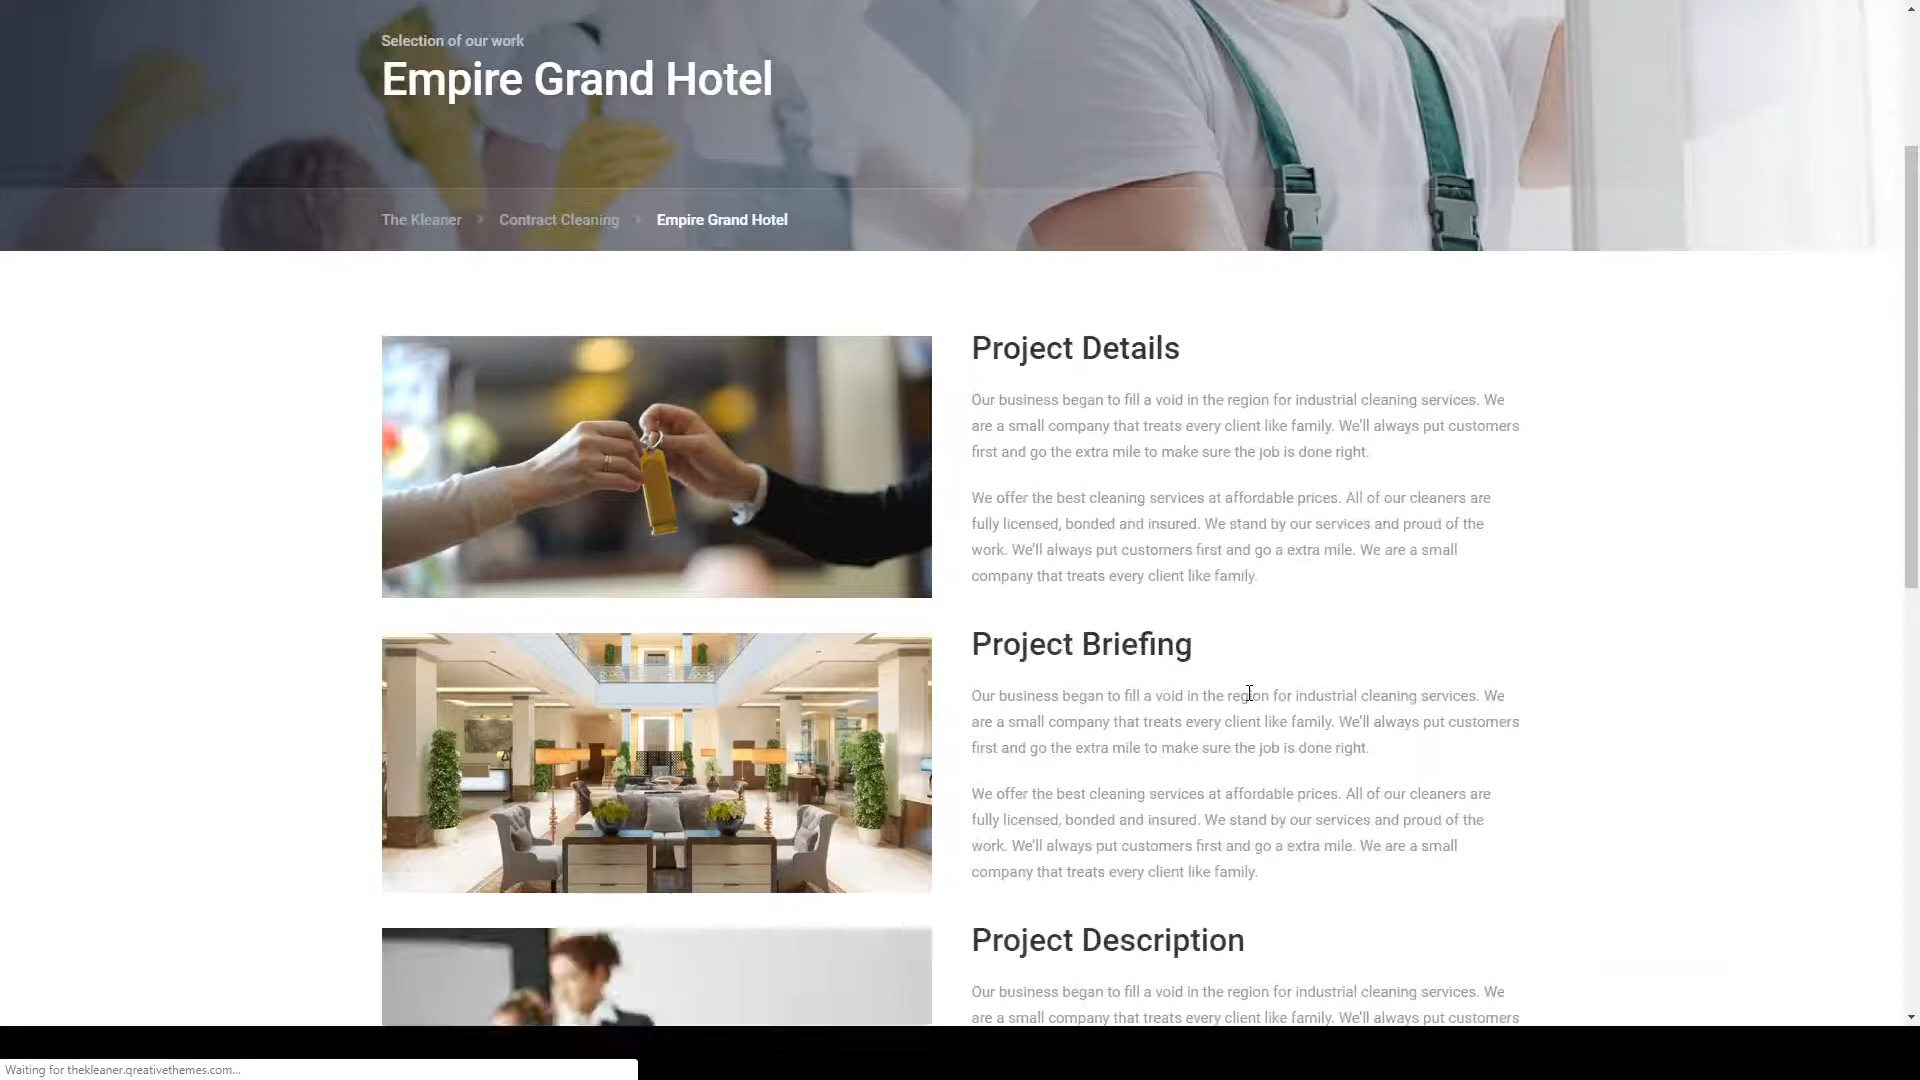 Selection of our work
Empire Grand Hotel
The Kleaner > Contract Cleaning > Empire Grand Hotel
Project Details
Our business began to fill a void in the region for industrial cleaning services. We
are a small company that treats every client like family. We'll always put customers
first and go the extra mile to make sure the job is done right.
We offer the best cleaning services at affordable prices. All of our cleaners are
fully licensed, bonded and insured. We stand by our services and proud of the
work. We'll always put customers first and go a extra mile. We are a small
company that treats every client like family.
Project Briefing
Our business began to fill a void in the region for industrial cleaning services. We
are a small company that treats every client like family. We'll always put customers
first and go the extra mile to make sure the job is done right.
We offer the best cleaning services at affordable prices. All of our cleaners are
fully licensed, bonded and insured. We stand by our services and proud of the
work. We'll always put customers first and go a extra mile. We are a small
company that treats every client like family.
Project Description
Our business began to fill a void in the region for industrial cleaning services. We
are a small company that treats every client like family. We'll always put customers
Waiting for thekleaner.qreativethemes.com...